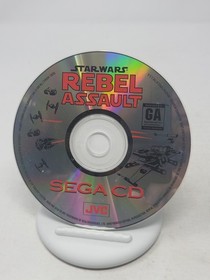 STAR WARS
REBEL
ASSAULT
GA
SEGA CD
JVC